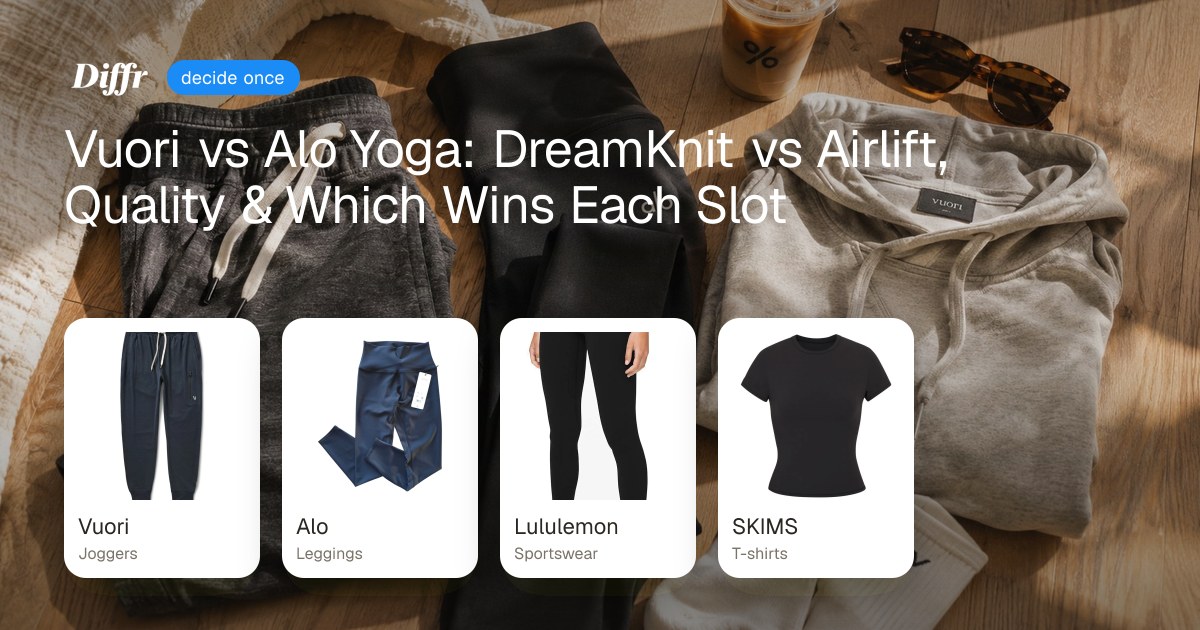 Diffr
decide once
Vuori vs Alo Yoga: DreamKnit vs Airlift,
Quality & Which Wins Each Slot
%
vuori
Vuori
Joggers
Alo
Leggings
Lululemon
Sportswear
SKIMS
T-shirts